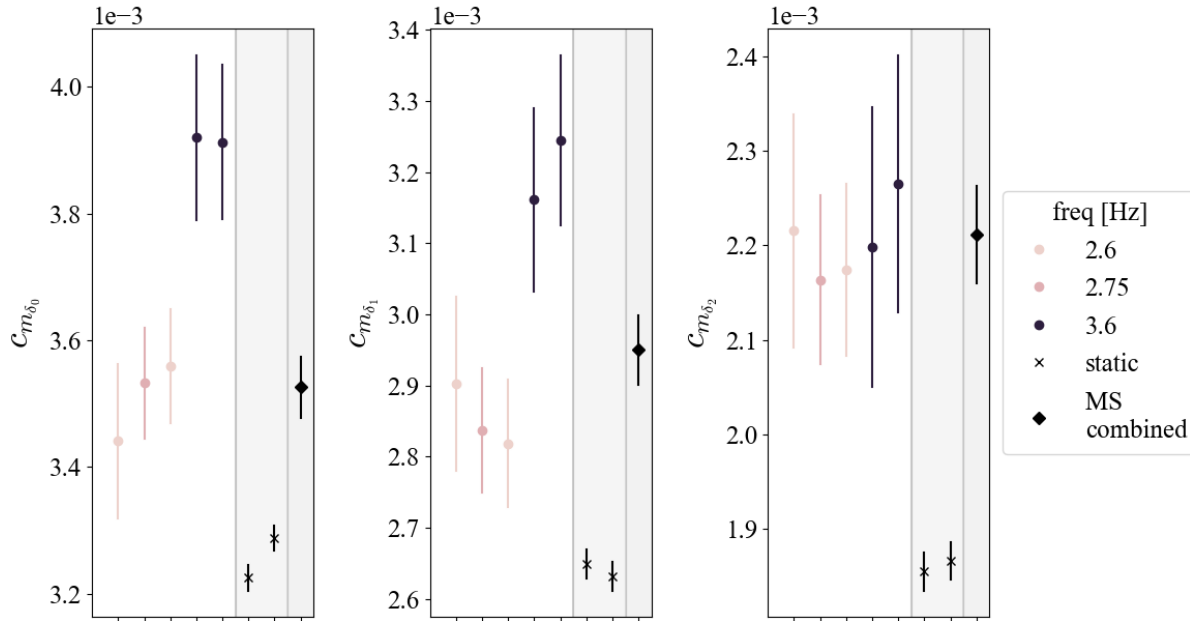 1e−3
4.0
3.8
3.6
3.4
3.2
c_{m_{δ_0}}
1e−3
3.4
3.3
3.2
3.1
3.0
2.9
2.8
2.7
2.6
c_{m_{δ_1}}
1e−3
2.4
2.3
2.2
2.1
2.0
1.9
c_{m_{δ_2}}
freq [Hz]
2.6
2.75
3.6
static
MS
combined